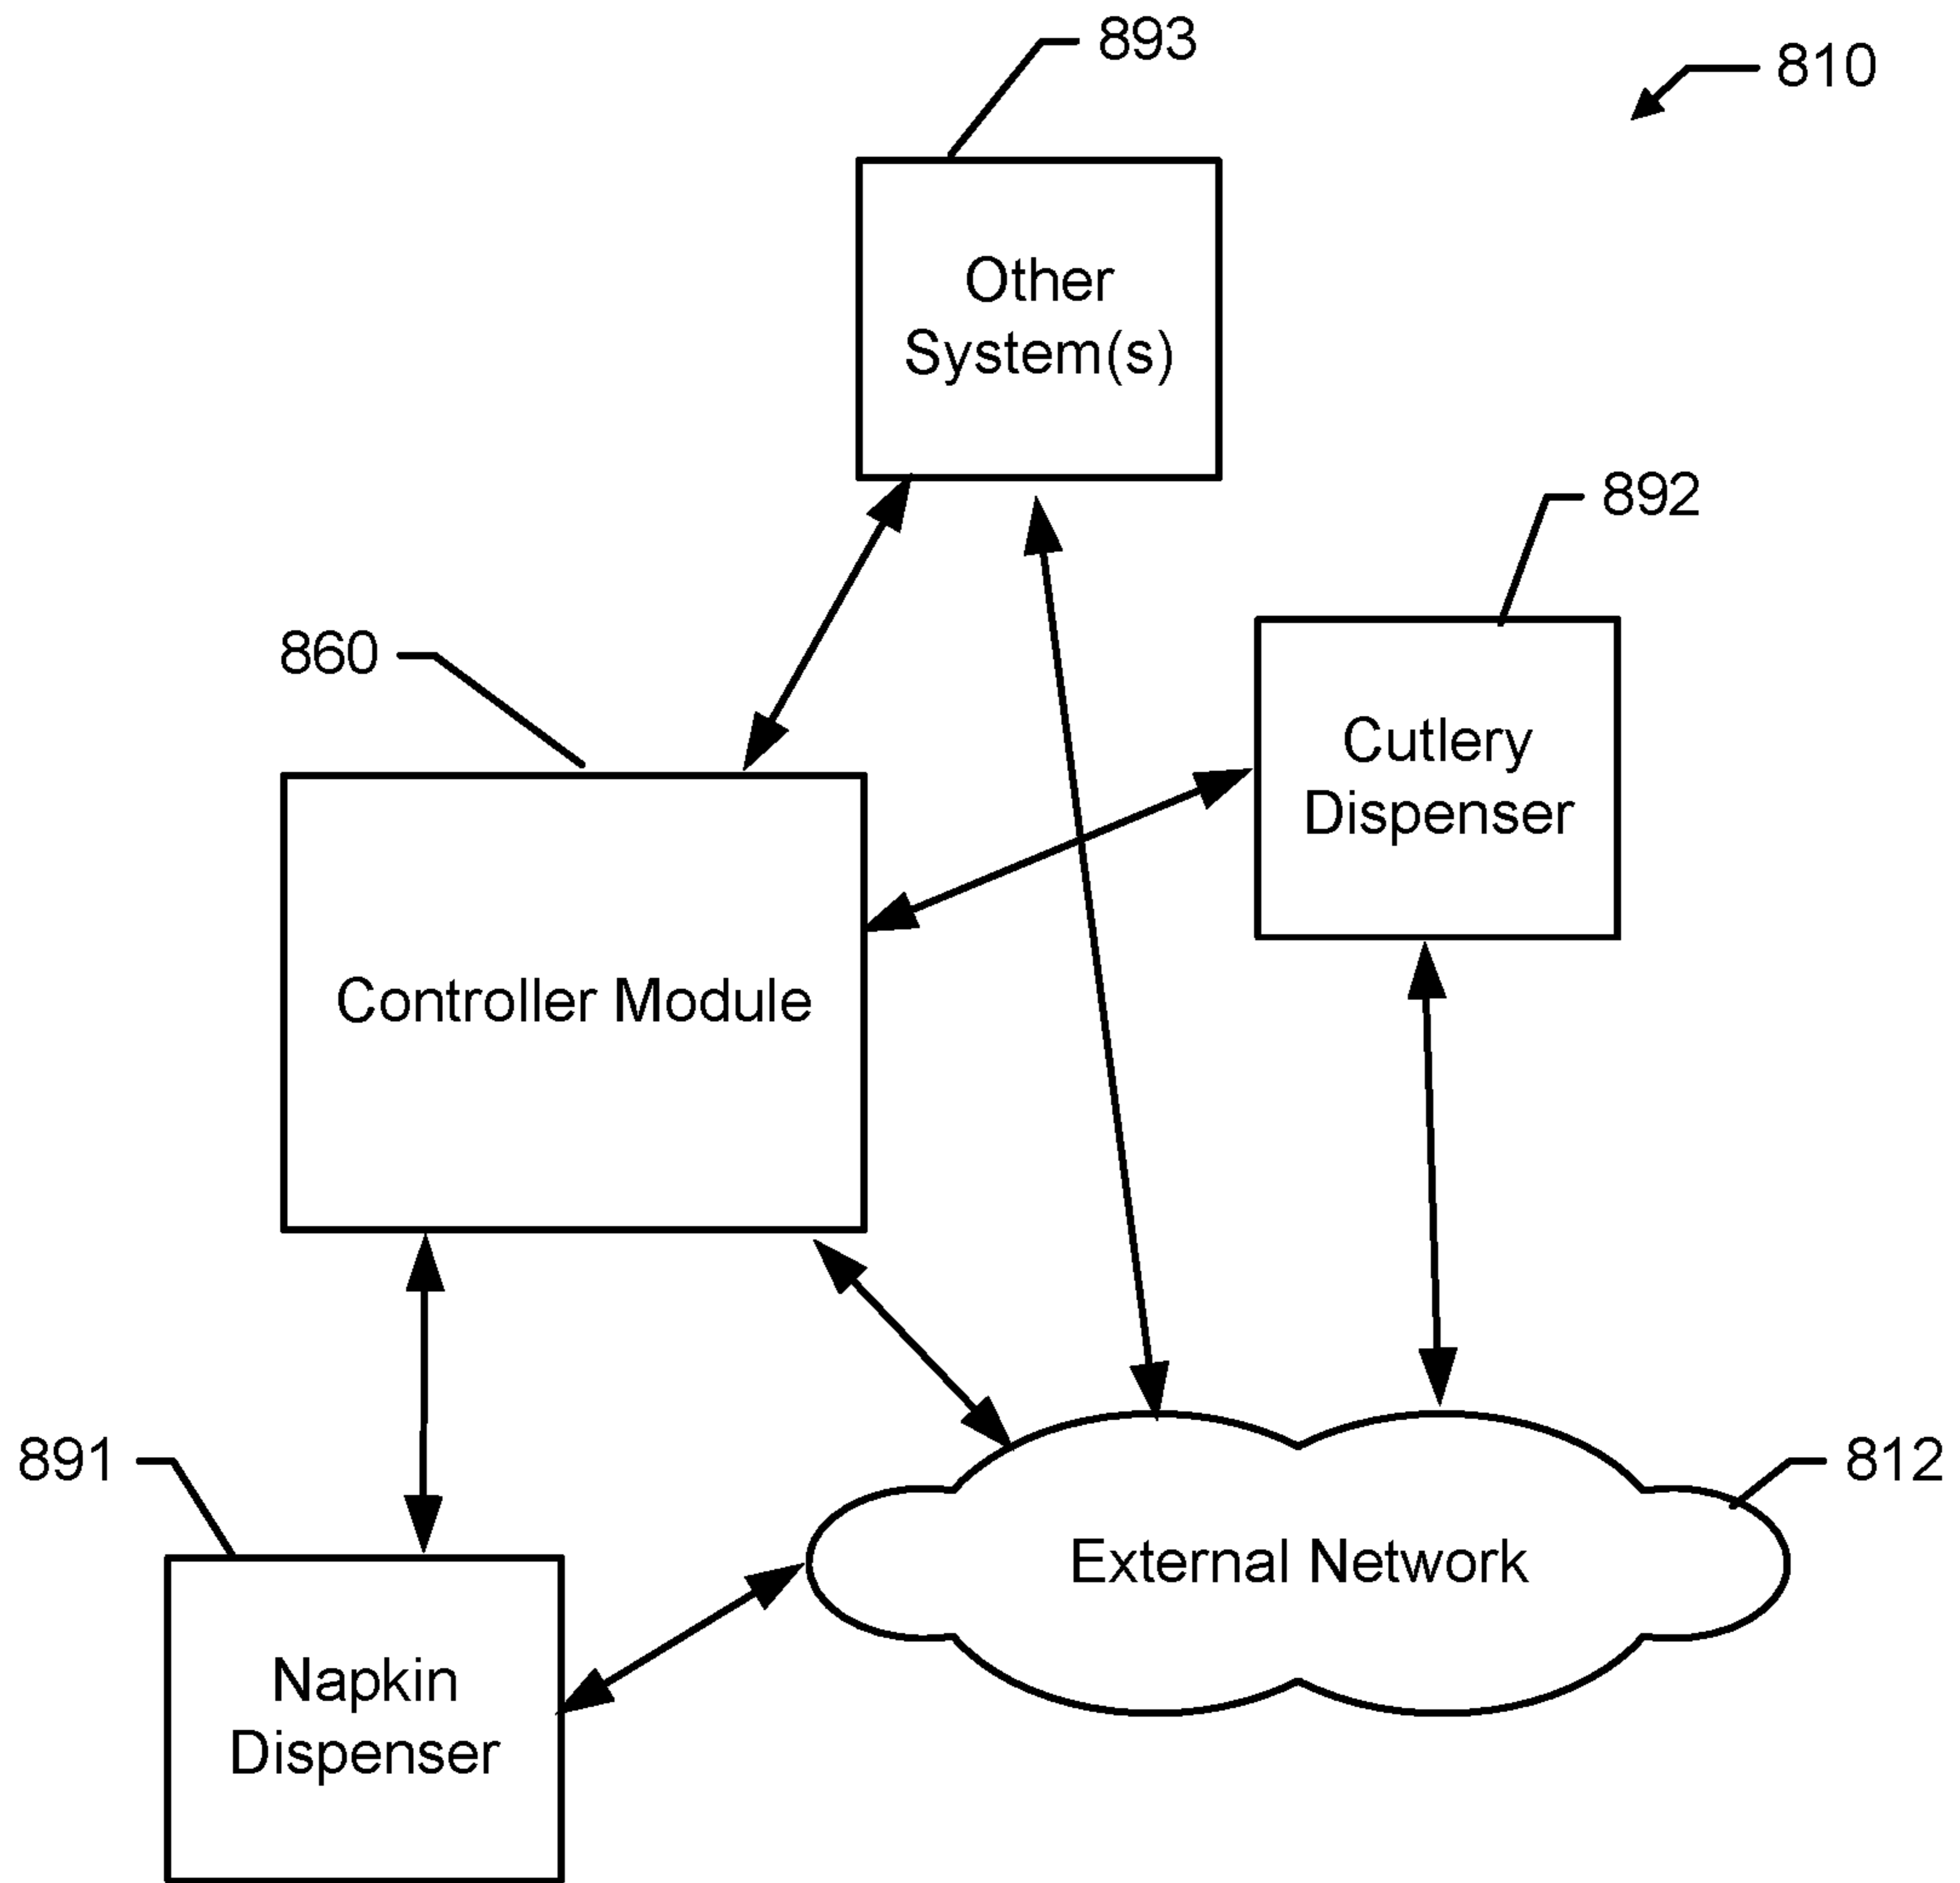 893
810
Other
System(s)
892
860
Cutlery
Dispenser
Controller Module
891
812
External Network
Napkin
Dispenser